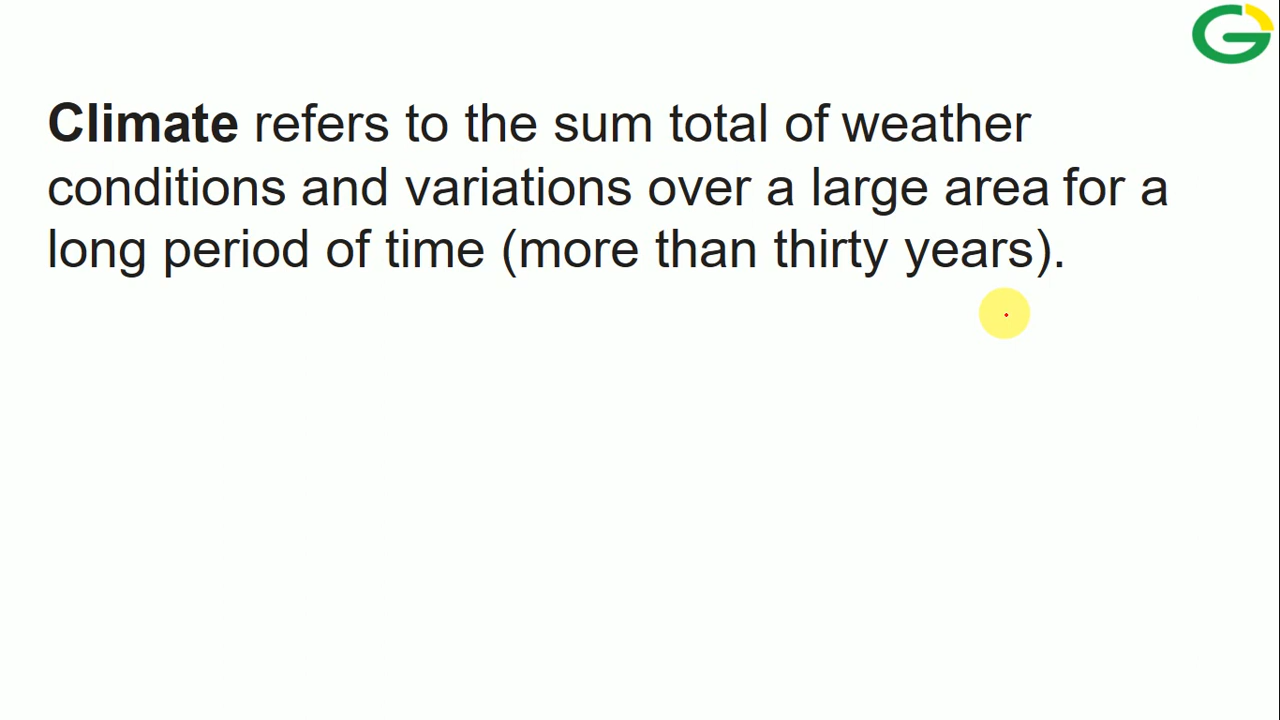 Climate refers to the sum total of weather
conditions and variations over a large area for a
long period of time (more than thirty years).